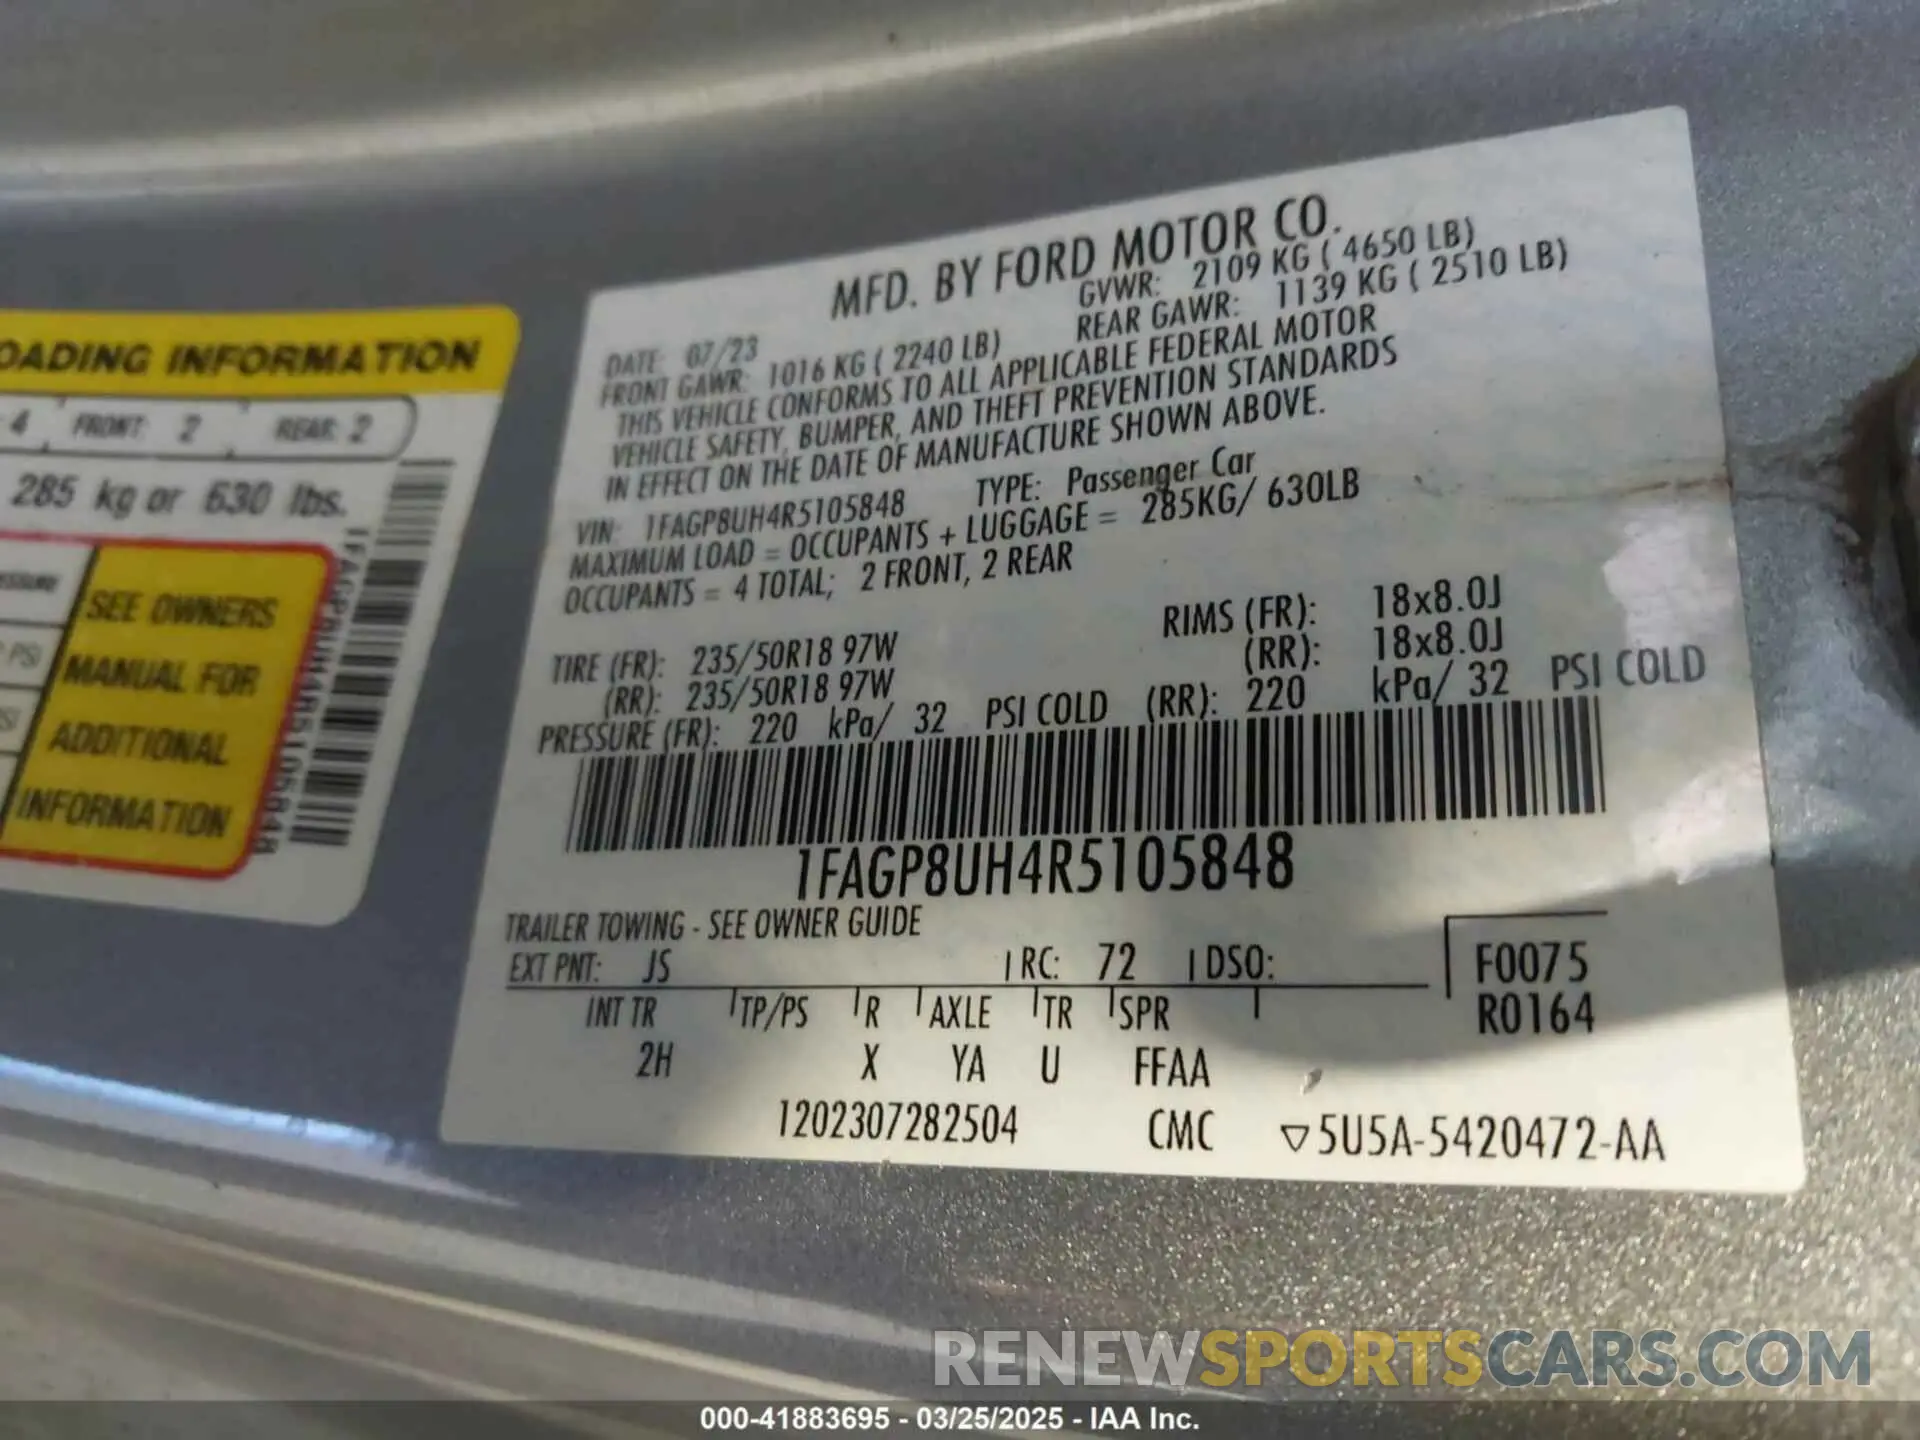 OADING INFORMATION
4 FRONT: 2 REAR: 2
285 kg or 630 lbs.
SEE OWNERS
MANUAL FOR
ADDITIONAL
INFORMATION
PSI
1FAGP8UH4R5105848
MFD. BY FORD MOTOR CO.
DATE: 07/23 GVWR: 2109 KG ( 4650 LB)
FRONT GAWR: 1016 KG ( 2240 LB) REAR GAWR: 1139 KG ( 2510 LB)
THIS VEHICLE CONFORMS TO ALL APPLICABLE FEDERAL MOTOR
VEHICLE SAFETY, BUMPER, AND THEFT PREVENTION STANDARDS
IN EFFECT ON THE DATE OF MANUFACTURE SHOWN ABOVE.
VIN: 1FAGP8UH4R5105848 TYPE: Passenger Car
MAXIMUM LOAD = OCCUPANTS + LUGGAGE = 285KG/ 630LB
OCCUPANTS = 4 TOTAL; 2 FRONT, 2 REAR
TIRE (FR): 235/50R18 97W RIMS (FR): 18x8.0J
(RR): 235/50R18 97W (RR): 18x8.0J
PRESSURE (FR): 220 kPa/ 32 PSI COLD (RR): 220 kPa/ 32 PSI COLD
1FAGP8UH4R5105848
TRAILER TOWING - SEE OWNER GUIDE
EXT PNT: JS RC: 72 DSO: F0075
INT TR TP/PS R AXLE TR SPR R0164
2H X YA U FFAA
1202307282504 CMC ▽5U5A-5420472-AA
RENEWSPORTSCARS.COM
000-41883695 - 03/25/2025 - IAA Inc.